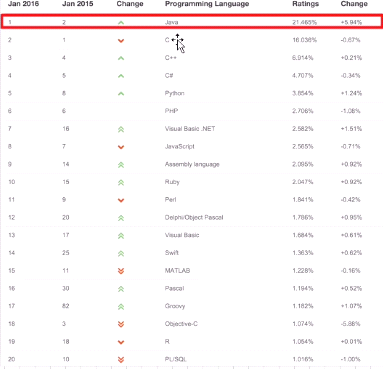 Jan 2016 Jan 2015 Change Programming Language Ratings Change
1 2 Java 21.465% +5.94%
2 1 C 16.036% -0.67%
3 4 C++ 6.914% +0.21%
4 5 C# 4.707% -0.34%
5 8 Python 3.854% +1.24%
6 6 PHP 2.706% -1.08%
7 16 Visual Basic .NET 2.582% +1.51%
8 7 JavaScript 2.565% -0.71%
9 14 Assembly language 2.095% +0.92%
10 15 Ruby 2.047% +0.92%
11 9 Perl 1.841% -0.42%
12 20 Delphi/Object Pascal 1.786% +0.95%
13 17 Visual Basic 1.684% +0.61%
14 25 Swift 1.363% +0.62%
15 11 MATLAB 1.228% -0.16%
16 30 Pascal 1.194% +0.52%
17 82 Groovy 1.182% +1.07%
18 3 Objective-C 1.074% -5.88%
19 18 R 1.054% +0.01%
20 10 PL/SQL 1.016% -1.00%